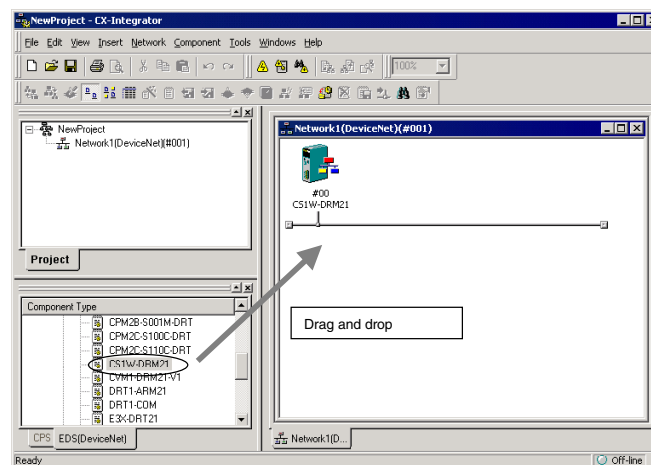 NewProject - CX-Integrator
File Edit View Insert Network Component Tools Windows Help
100%
NewProject
Network1(DeviceNet)(#001)
Project
Component Type
CPM2B-S001M-DRT
CPM2C-S100C-DRT
CPM2C-S110C-DRT
CS1W-DRM21
CVM1-DRM21-V1
DRT1-ARM21
DRT1-COM
E3X-DRT21
CPS EDS(DeviceNet)
Network1(DeviceNet)(#001)
#00
CS1W-DRM21
Drag and drop
Network1(D...
Ready
Off-line